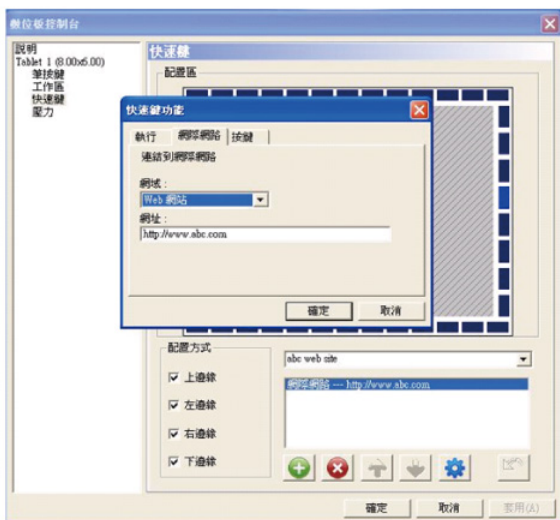 數位板控制台
說明
Tablet 1 (8.00x6.00)
筆按鍵
工作區
快速鍵
壓力
快速鍵
配置區
快速鍵功能
執行
網際網路
按鍵
連結到網際網路
網域:
Web 網站
網址:
http://www.abc.com
確定
取消
配置方式
上邊緣
左邊緣
右邊緣
下邊緣
abc web site
網際網路 --- http://www.abc.com
確定
取消
套用(A)